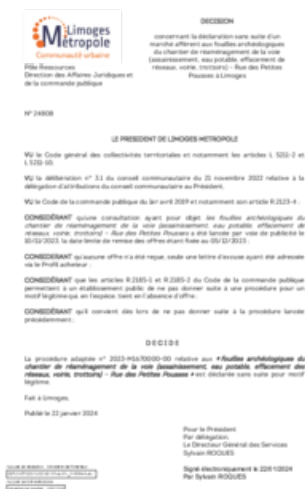 Limoges
Métropole
Communauté urbaine
Pôle Ressources
Direction des Affaires Juridiques et
de la commande publique
DECISION
concernant la déclaration sans suite d'un
marché afférent aux fouilles archéologiques
du chantier de réaménagement de la voie
(assainissement, eau potable, effacement de
réseaux, voirie, trottoirs) - Rue des Petites
Pousses à Limoges
N° 24808
LE PRESIDENT DE LIMOGES METROPOLE
VU le Code général des collectivités territoriales et notamment les articles L 5211-2 et
L 5211-10;
VU la délibération n° 3.1 du conseil communautaire du 21 novembre 2022 relative à la
délégation d'attributions du conseil communautaire au Président,
VU le Code de la commande publique du 1er avril 2019 et notamment son article R.2123-4 ;
CONSIDÉRANT qu'une consultation ayant pour objet les fouilles archéologiques du
chantier de réaménagement de la voie (assainissement, eau potable, effacement de
réseaux, voirie, trottoirs) - Rue des Petites Pousses a été lancée par voie de publicité le
10/11/2023, la date limite de remise des offres étant fixée au 05/12/2023 ;
CONSIDÉRANT qu'aucune offre n'a été reçue, seule une lettre d'excuse ayant été adressée
via le Profil acheteur ;
CONSIDÉRANT que les articles R.2185-1 et R.2185-2 du Code de la commande publique
permettent à un établissement public de ne pas donner suite à une procédure pour un
motif légitime qui, en l'espèce, tient en l'absence d'offre ;
CONSIDÉRANT qu'il convient dès lors de ne pas donner suite à la procédure lancée
précédemment ;
DECIDE
La procédure adaptée n° 2023-M1670000-00 relative aux « fouilles archéologiques du
chantier de réaménagement de la voie (assainissement, eau potable, effacement des
réseaux, voirie, trottoirs) - Rue des Petites Pousses » est déclarée sans suite pour motif
légitime.
Fait à Limoges,
Publié le 22 janvier 2024
Pour le Président
Par délégation,
Le Directeur Général des Services
Sylvain ROQUES
Signé électroniquement le 22/01/2024
Par Sylvain ROQUES